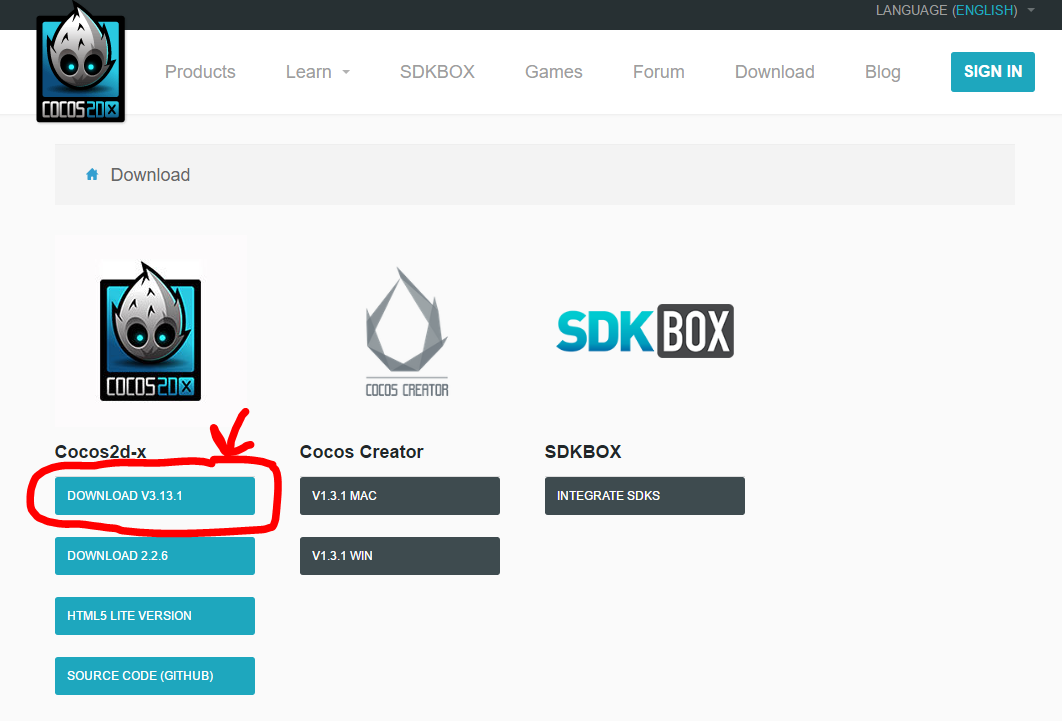 LANGUAGE (ENGLISH)
COCOS2DX
Products Learn SDKBOX Games Forum Download Blog SIGN IN
Download
COCOS2DX
COCOS CREATOR
SDKBOX
Cocos2d-x Cocos Creator SDKBOX
DOWNLOAD V3.13.1 V1.3.1 MAC INTEGRATE SDKS
DOWNLOAD 2.2.6 V1.3.1 WIN
HTML5 LITE VERSION
SOURCE CODE (GITHUB)